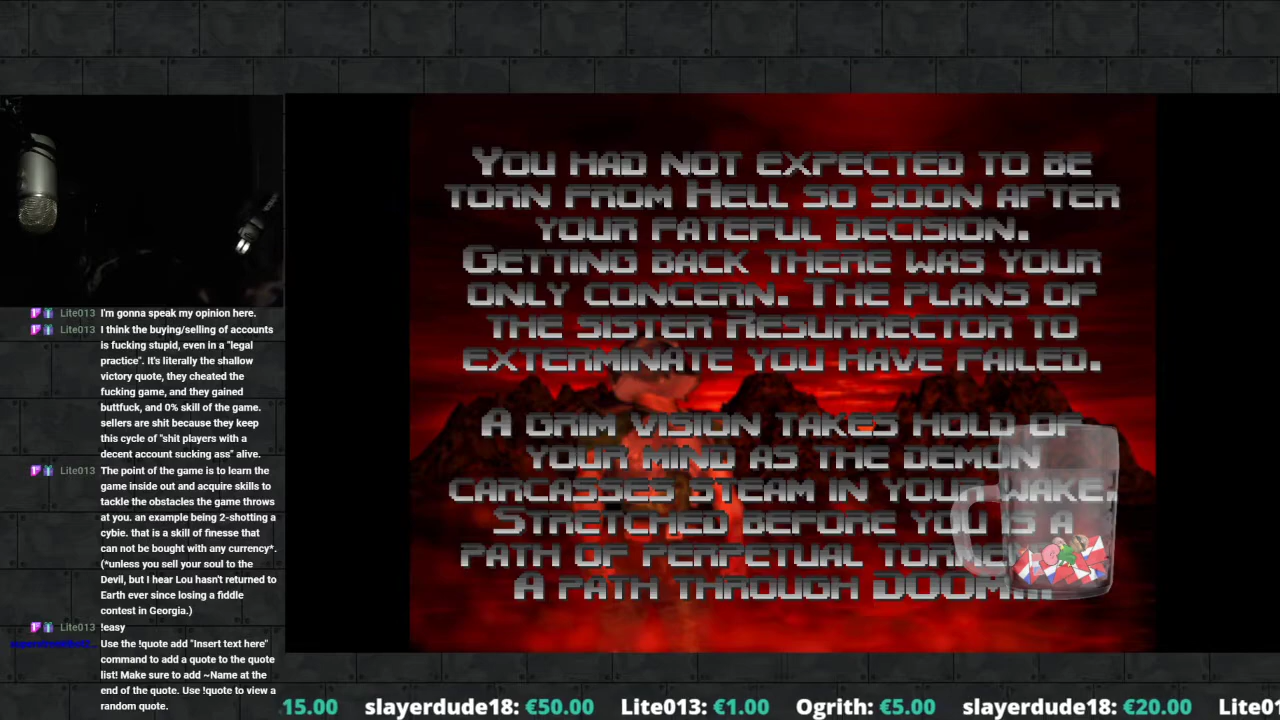 YOU HAD NOT EXPECTED TO BE
TORN FROM HELL SO SOON AFTER
YOUR FATEFUL DECISION.
GETTING BACK THERE WAS YOUR
ONLY CONCERN. THE PLANS OF
THE SISTER RESURRECTOR TO
EXTERMINATE YOU HAVE FAILED.
A GRIM VISION TAKES HOLD OF
YOUR MIND AS THE DEMON
CARCASSES STEAM IN YOUR WAKE.
STRETCHED BEFORE YOU IS A
PATH OF PERPETUAL
A PATH THROUGH DOOM...
Lite013 I'm gonna speak my opinion here.
Lite013 I think the buying/selling of accounts
is fucking stupid, even in a "legal
practice". It's literally the shallow
victory quote, they cheated the
fucking game, and they gained
buttfuck, and 0% skill of the game.
sellers are shit because they keep
this cycle of "shit players with a
decent account sucking ass" alive.
Lite013 The point of the game is to learn the
game inside out and acquire skills to
tackle the obstacles the game throws
at you. an example being 2-shotting a
cybie. that is a skill of finesse that
can not be bought with any currency*.
(*unless you sell your soul to the
Devil, but I hear Lou hasn't returned to
Earth ever since losing a fiddle
contest in Georgia.)
Lite013 !easy
Use the !quote add "Insert text here"
command to add a quote to the quote
list! Make sure to add ~Name at the
end of the quote. Use !quote to view a
random quote.
15.00 slayerdude18: €50.00 Lite013: €1.00 Ogrith: €5.00 slayerdude18: €20.00 Lite01